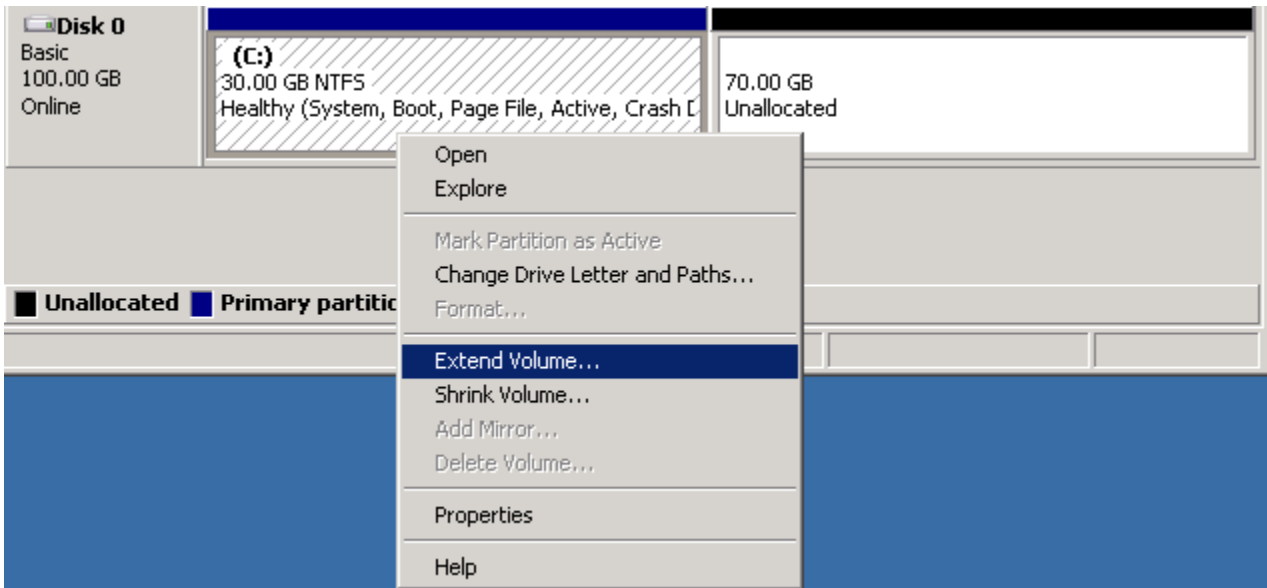 Disk 0
Basic
100.00 GB
Online
(C:)
30.00 GB NTFS
Healthy (System, Boot, Page File, Active, Crash
70.00 GB
Unallocated
Open
Explore
Mark Partition as Active
Change Drive Letter and Paths...
Format...
Unallocated Primary
Extend Volume...
Shrink Volume...
Add Mirror...
Delete Volume...
Properties
Help